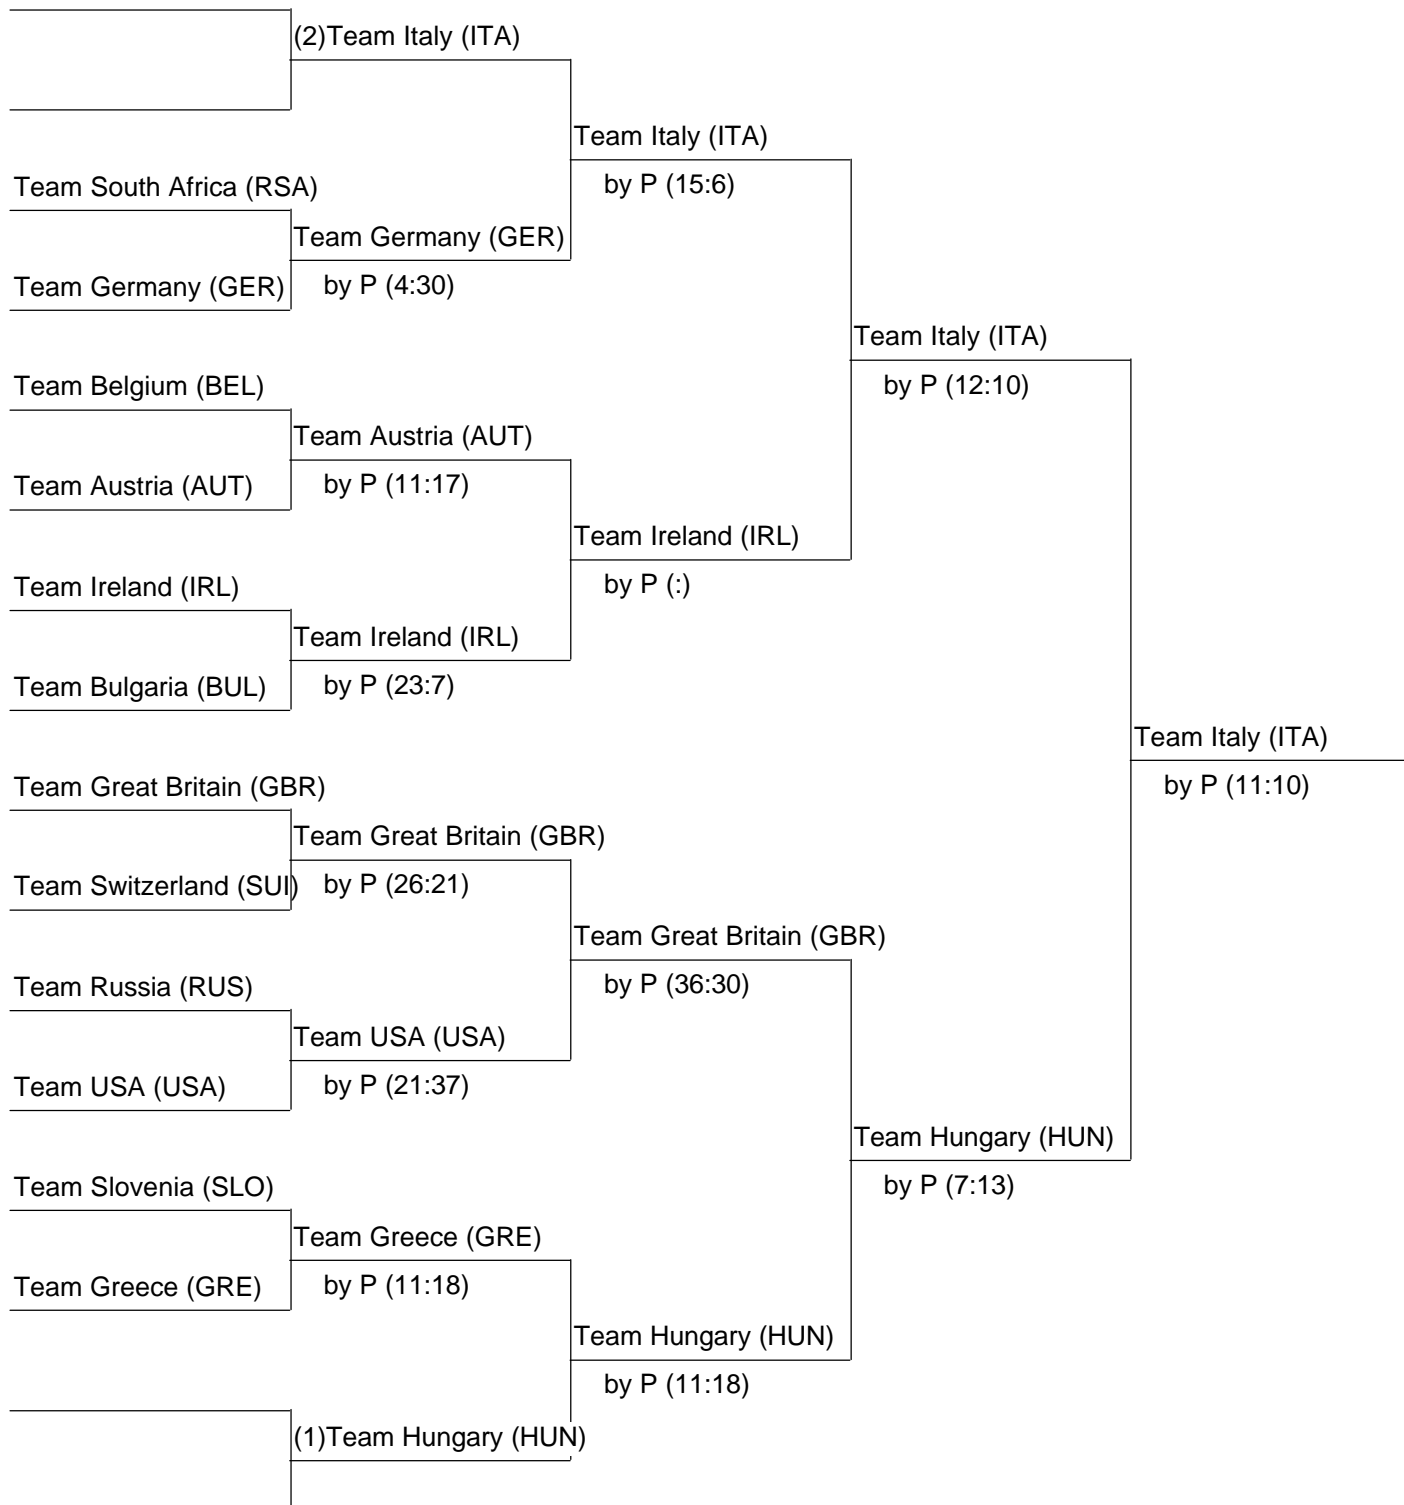 (2)Team Italy (ITA)
Team Italy (ITA)
by P (15:6)
Team South Africa (RSA)
Team Germany (GER)
Team Germany (GER)
by P (4:30)
Team Italy (ITA)
by P (12:10)
Team Belgium (BEL)
Team Austria (AUT)
Team Austria (AUT)
by P (11:17)
Team Ireland (IRL)
by P (:)
Team Ireland (IRL)
Team Ireland (IRL)
Team Bulgaria (BUL)
by P (23:7)
Team Italy (ITA)
by P (11:10)
Team Great Britain (GBR)
Team Great Britain (GBR)
Team Switzerland (SUI)
by P (26:21)
Team Great Britain (GBR)
by P (36:30)
Team Russia (RUS)
Team USA (USA)
Team USA (USA)
by P (21:37)
Team Hungary (HUN)
by P (7:13)
Team Slovenia (SLO)
Team Greece (GRE)
Team Greece (GRE)
by P (11:18)
Team Hungary (HUN)
by P (11:18)
(1)Team Hungary (HUN)